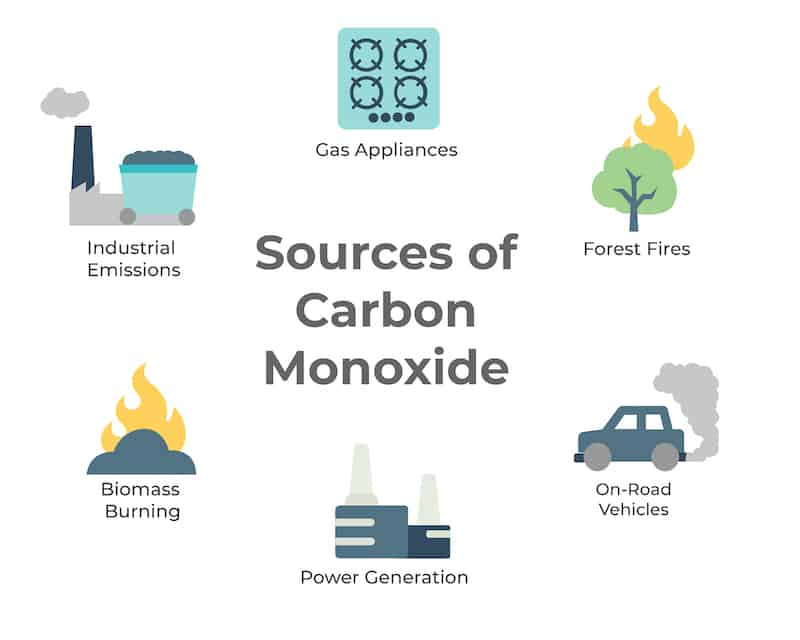 Gas Appliances
Industrial
Emissions
Forest Fires
Sources of
Carbon
Monoxide
Biomass
Burning
On-Road
Vehicles
Power Generation